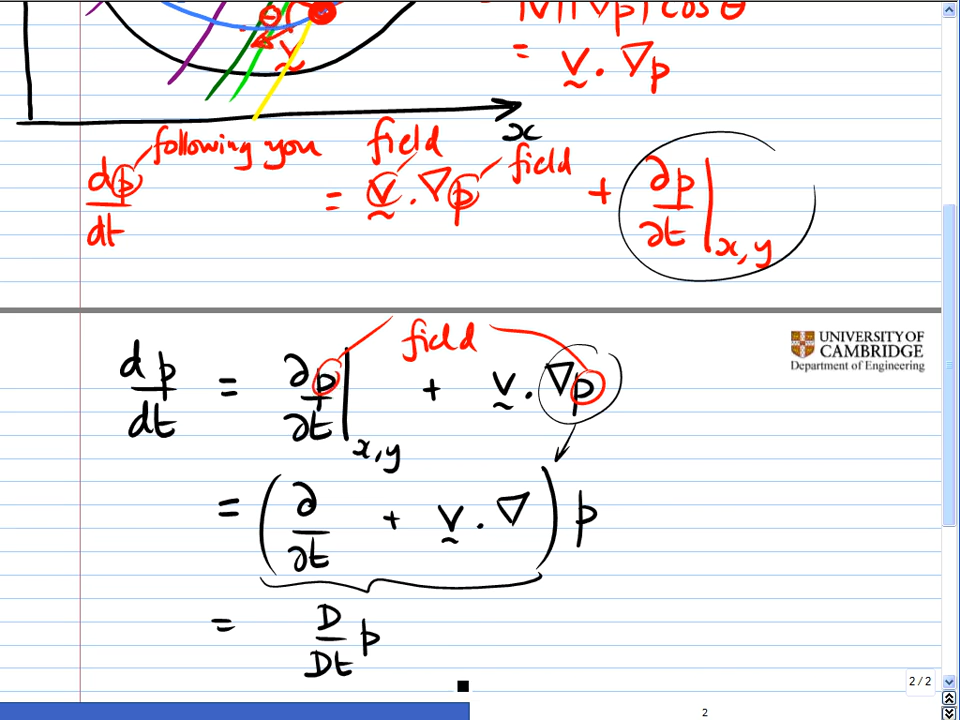 |v||∇p| cos θ
θ
v
= v . ∇p
x
following you field field
dp/dt = v . ∇p + ∂p/∂t |x,y
field
UNIVERSITY OF
CAMBRIDGE
Department of Engineering
dp/dt = ∂p/∂t |x,y + v . ∇p
= (∂/∂t + v . ∇) p
= D/Dt p
2 / 2
2